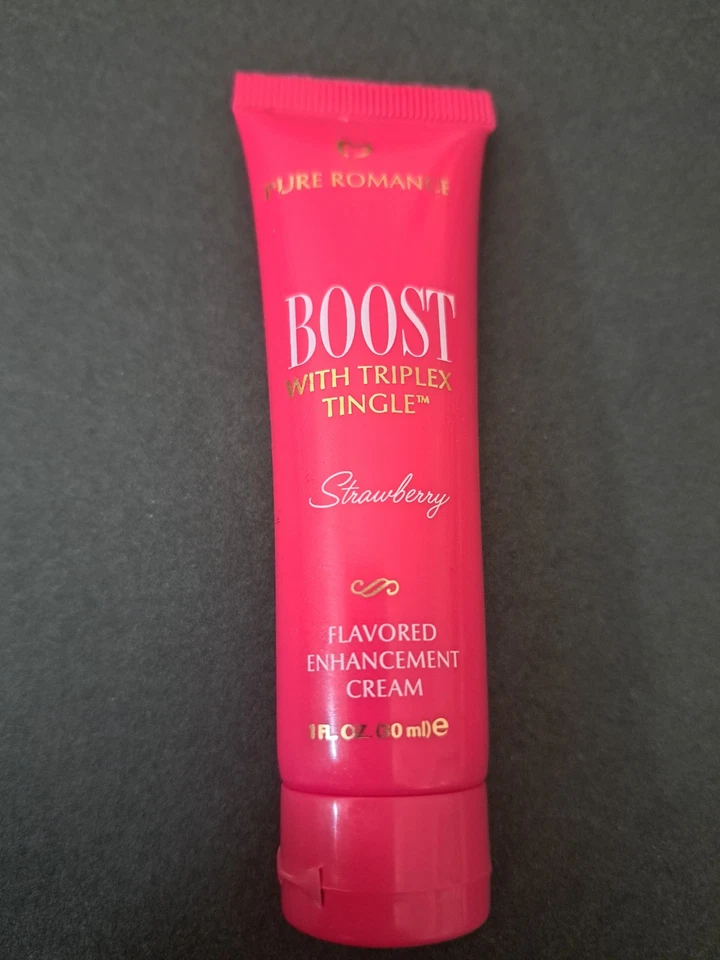 PURE ROMANCE
BOOST
WITH TRIPLEX
TINGLE™
Strawberry
FLAVORED
ENHANCEMENT
CREAM
1 FL. OZ. (30 ml) e